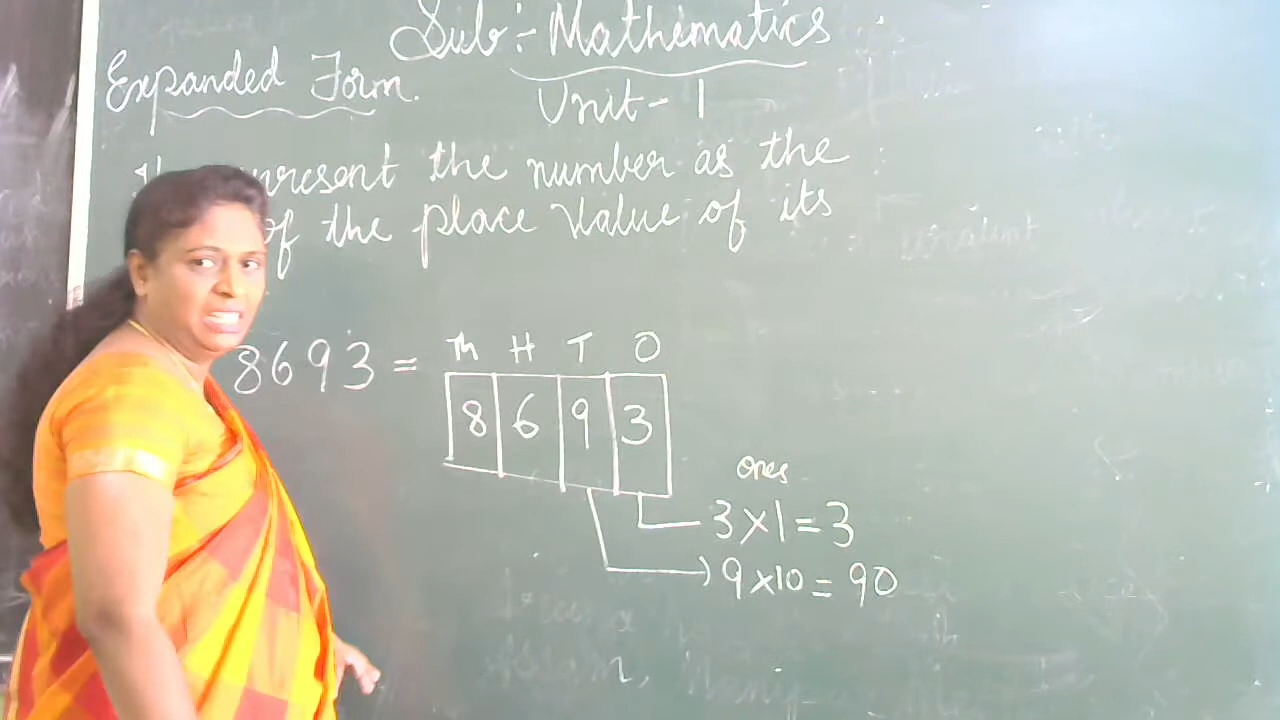 Sub:- Mathematics
Expanded Form.
Unit - 1
the number as the
of the place value of its
8693 =
Th H T O
8 6 9 3
ones
3 x 1 = 3
9 x 10 = 90